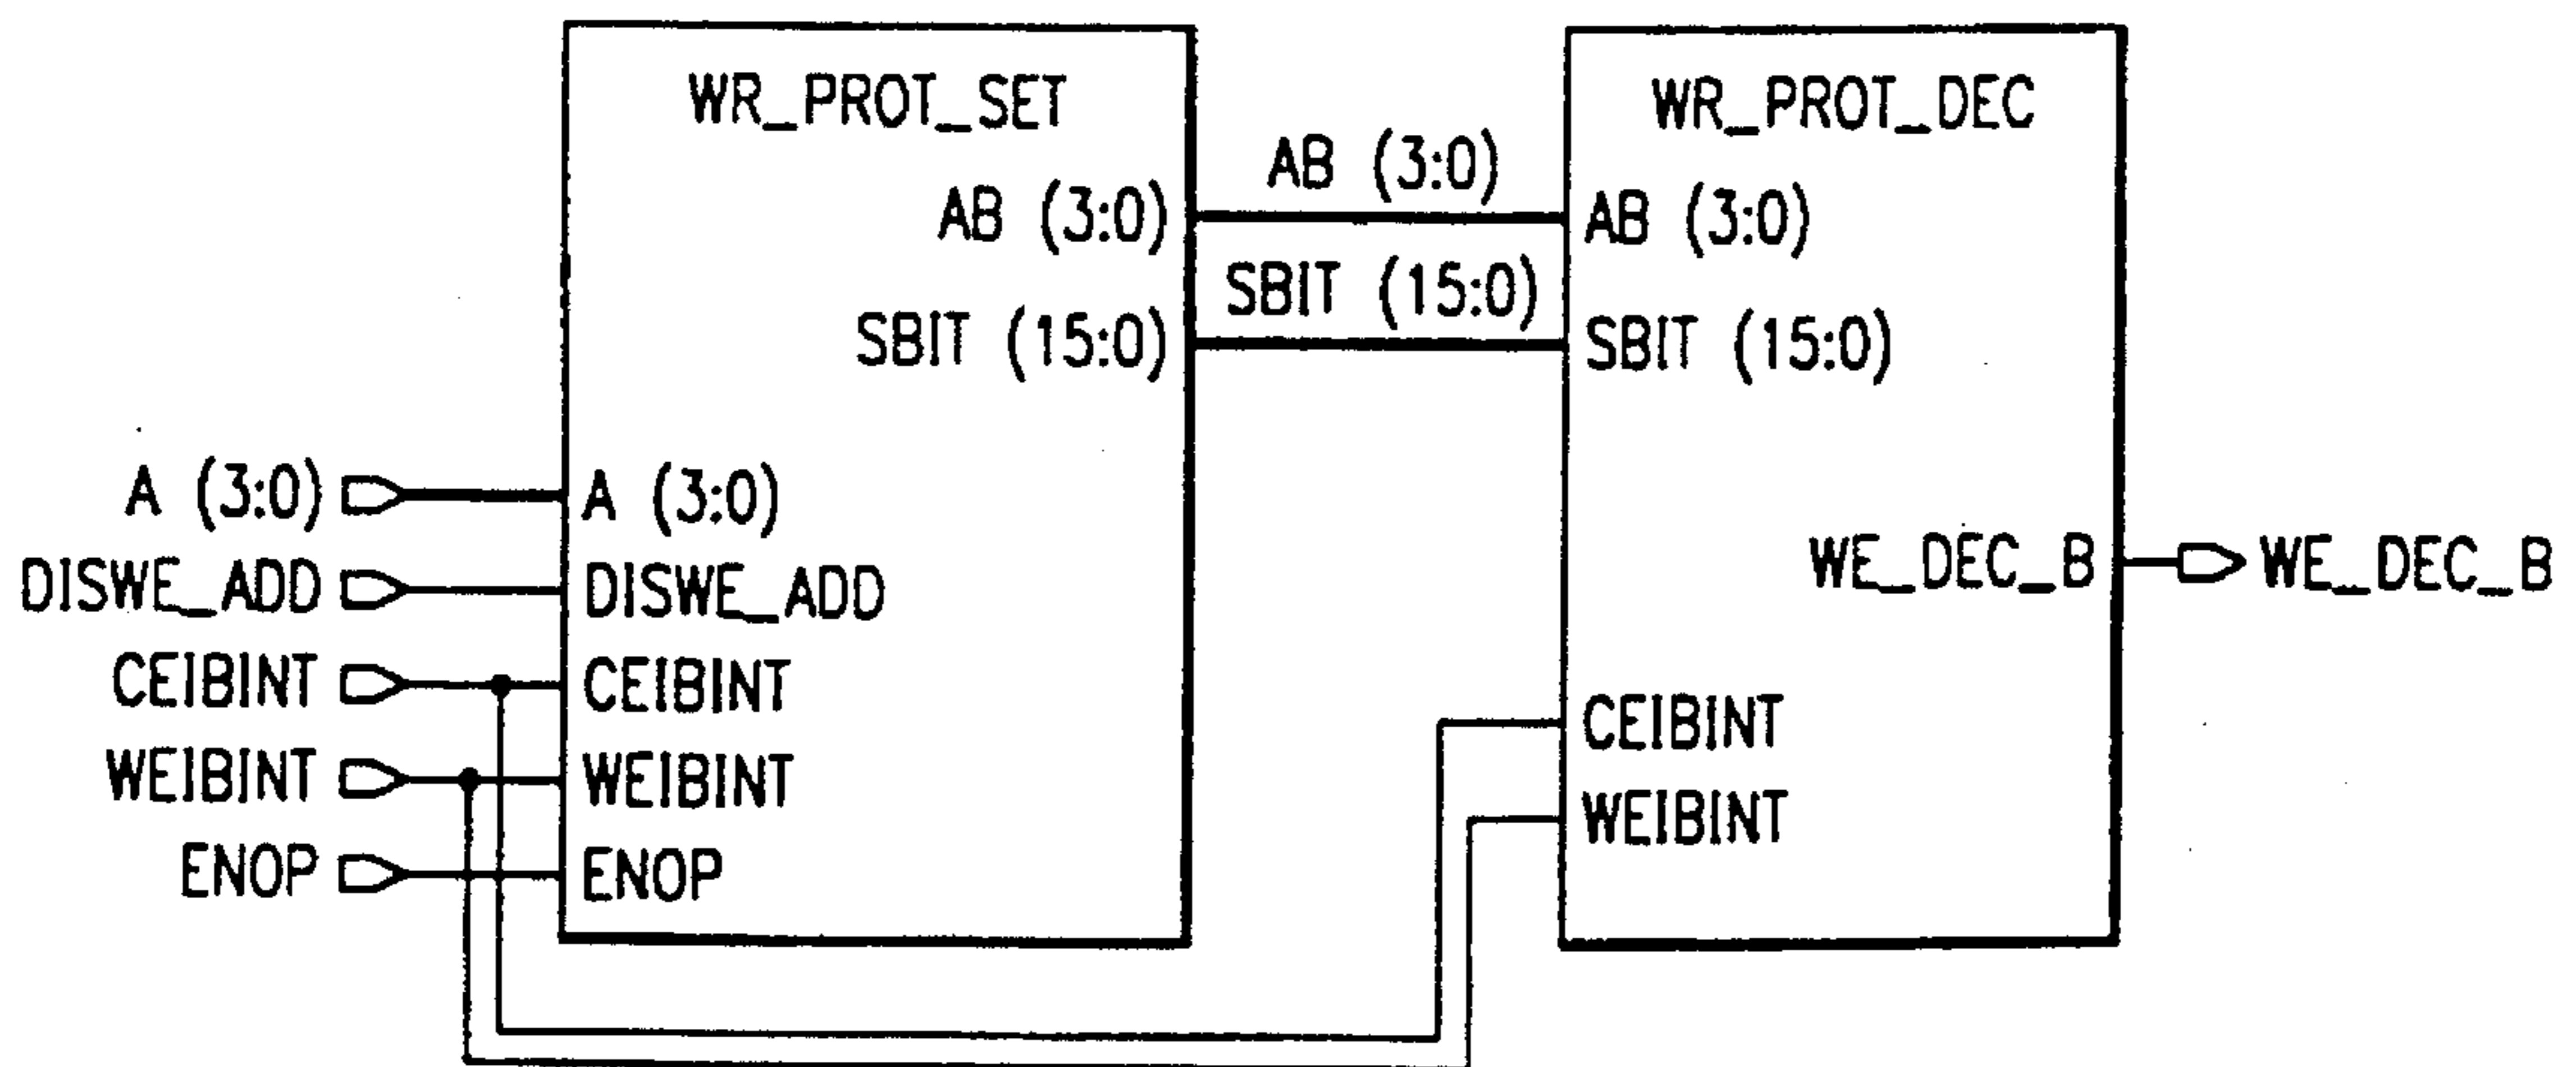 WR_PROT_SET
WR_PROT_DEC
AB (3:0)
AB (3:0)
AB (3:0)
SBIT (15:0)
SBIT (15:0)
SBIT (15:0)
A (3:0)
A (3:0)
DISWE_ADD
DISWE_ADD
WE_DEC_B
WE_DEC_B
CEIBINT
CEIBINT
CEIBINT
WEIBINT
WEIBINT
WEIBINT
ENOP
ENOP